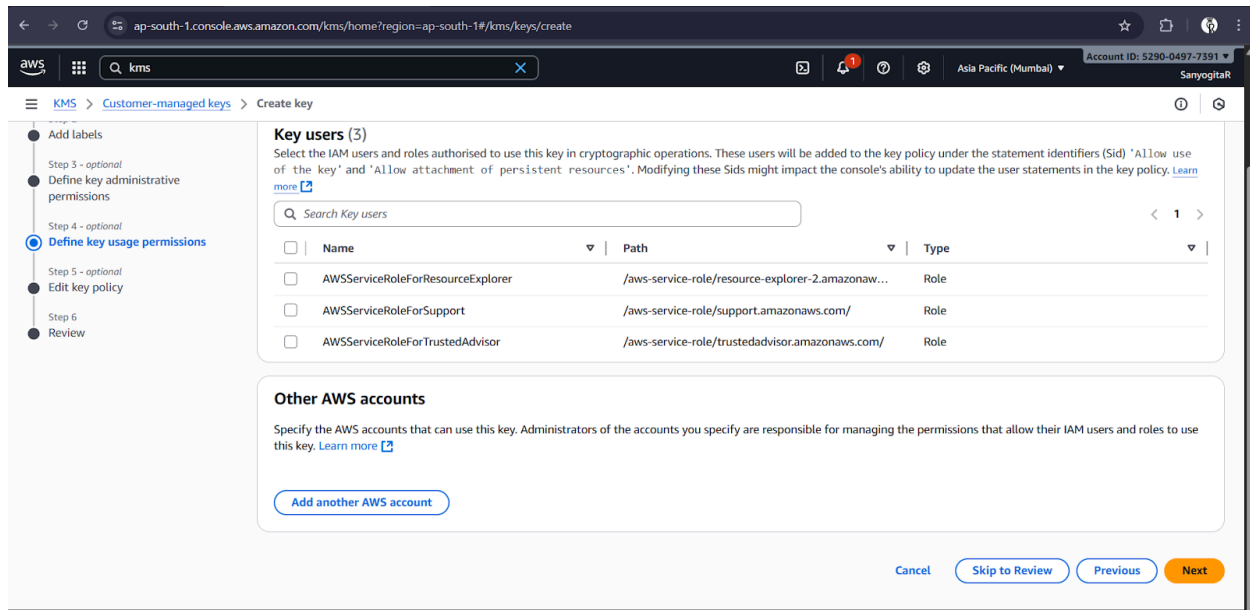 ap-south-1.console.aws.amazon.com/kms/home?region=ap-south-1#/kms/keys/create
aws
kms
1
Asia Pacific (Mumbai)
Account ID: 5290-0497-7391
SanyogitaR
KMS > Customer-managed keys > Create key
Add labels
Step 3 - optional
Define key administrative
permissions
Step 4 - optional
Define key usage permissions
Step 5 - optional
Edit key policy
Step 6
Review
Key users (3)
Select the IAM users and roles authorised to use this key in cryptographic operations. These users will be added to the key policy under the statement identifiers (Sid) 'Allow use
of the key' and 'Allow attachment of persistent resources'. Modifying these Sids might impact the console's ability to update the user statements in the key policy. Learn
more
Search Key users
< 1 >
Name Path Type
AWSServiceRoleForResourceExplorer /aws-service-role/resource-explorer-2.amazonaw... Role
AWSServiceRoleForSupport /aws-service-role/support.amazonaws.com/ Role
AWSServiceRoleForTrustedAdvisor /aws-service-role/trustedadvisor.amazonaws.com/ Role
Other AWS accounts
Specify the AWS accounts that can use this key. Administrators of the accounts you specify are responsible for managing the permissions that allow their IAM users and roles to use
this key. Learn more
Add another AWS account
Cancel Skip to Review Previous Next